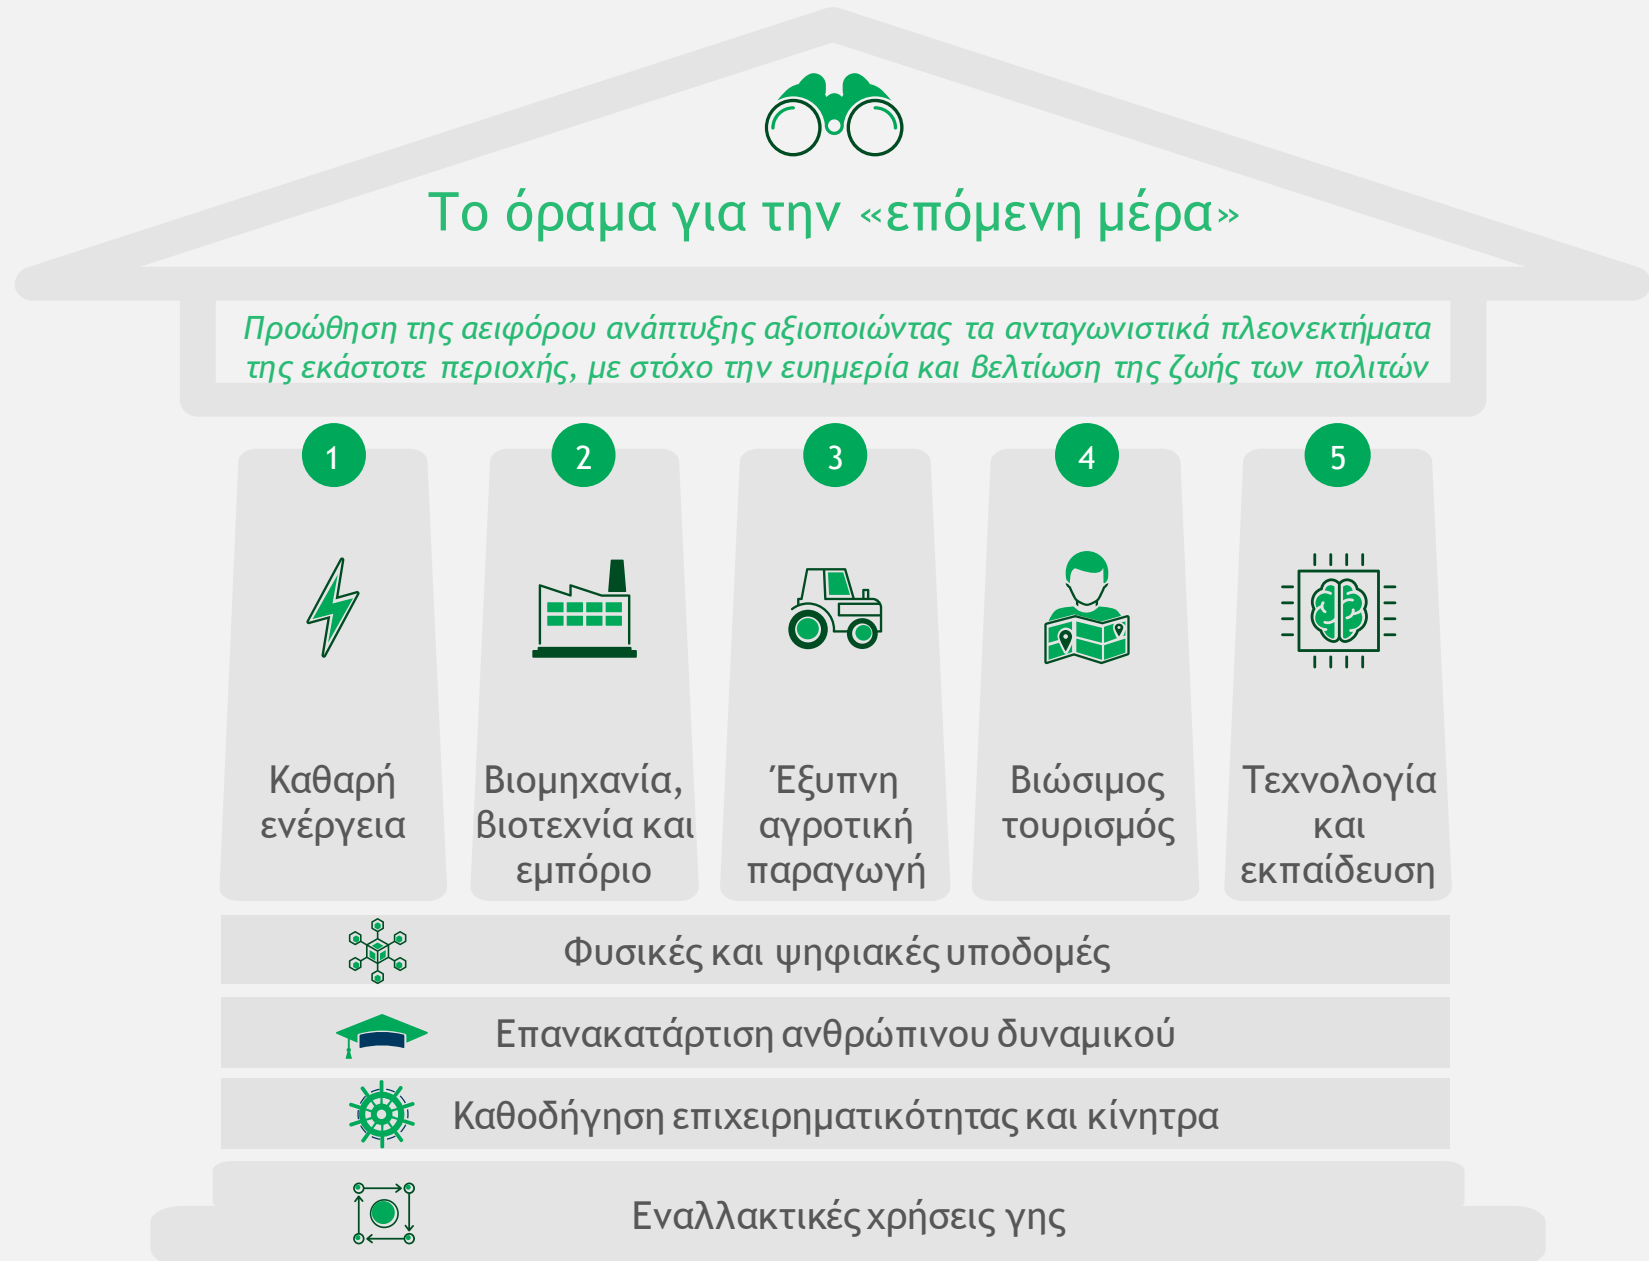 Το όραμα για την «επόμενη μέρα»
Προώθηση της αειφόρου ανάπτυξης αξιοποιώντας τα ανταγωνιστικά πλεονεκτήματα
της εκάστοτε περιοχής, με στόχο την ευημερία και βελτίωση της ζωής των πολιτών
1
Καθαρή
ενέργεια
2
Βιομηχανία,
βιοτεχνία και
εμπόριο
3
Έξυπνη
αγροτική
παραγωγή
4
Βιώσιμος
τουρισμός
5
Τεχνολογία
και
εκπαίδευση
Φυσικές και ψηφιακές υποδομές
Επανακατάρτιση ανθρώπινου δυναμικού
Καθοδήγηση επιχειρηματικότητας και κίνητρα
Εναλλακτικές χρήσεις γης